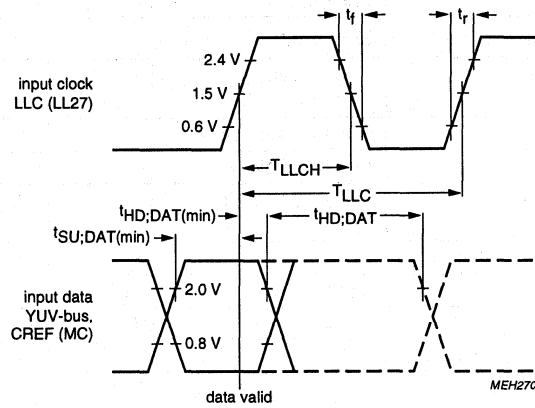 tf
tr
2.4 V
input clock
LLC (LL27)
1.5 V
0.6 V
TLLCH
TLLC
tHD;DAT(min)
tHD;DAT
tSU;DAT(min)
input data
YUV-bus,
CREF (MC)
2.0 V
0.8 V
MEH270
data valid